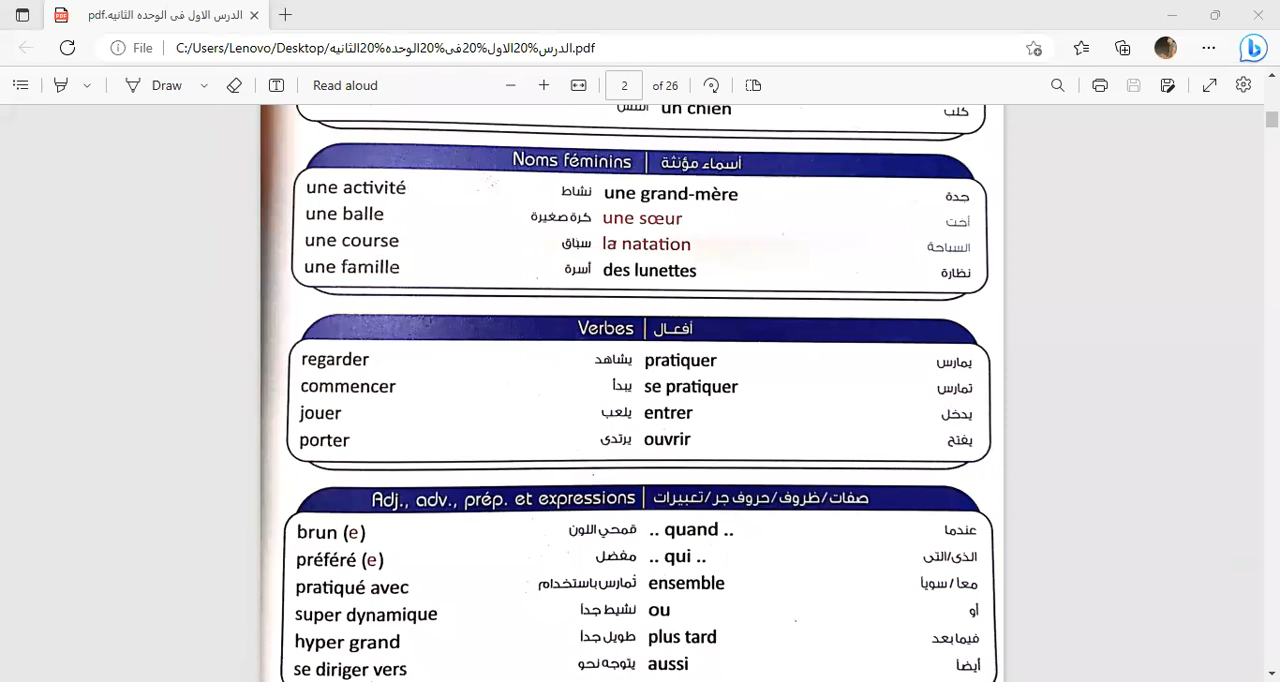 الدرس الاول فى الوحده الثانيه.pdf
File C:/Users/Lenovo/Desktop/الدرس%20الاول%20فى%20الوحده%20الثانيه.pdf
Draw Read aloud 2 of 26
un chien كلب
Noms féminins | أسماء مؤنثة
une activité نشاط une grand-mère جدة
une balle كرة صغيرة une sœur أخت
une course سباق la natation السباحة
une famille أسرة des lunettes نظارة
Verbes | أفعـال
regarder يشاهد pratiquer يمارس
commencer يبدأ se pratiquer تمارس
jouer يلعب entrer يدخل
porter يرتدى ouvrir يفتح
Adj., adv., prép. et expressions | صفات/ظروف/حروف جر/تعبيرات
brun (e) قمحي اللون .. quand .. عندما
préféré (e) مفضل .. qui .. الذى/التى
pratiqué avec تُمارس باستخدام ensemble معاً / سوياً
super dynamique نشيط جداً ou أو
hyper grand طويل جداً plus tard فيما بعد
se diriger vers يتوجه نحو aussi أيضاً